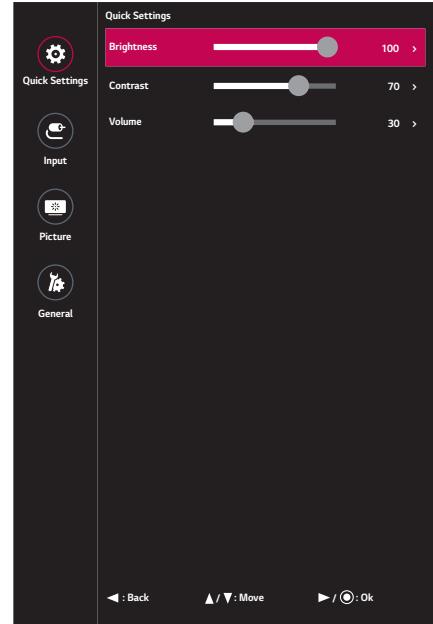 Quick Settings
Brightness 100 >
Contrast 70 >
Volume 30 >
Quick Settings
Input
Picture
General
◀ : Back ▲ / ▼ : Move ▶ / ◉ : Ok